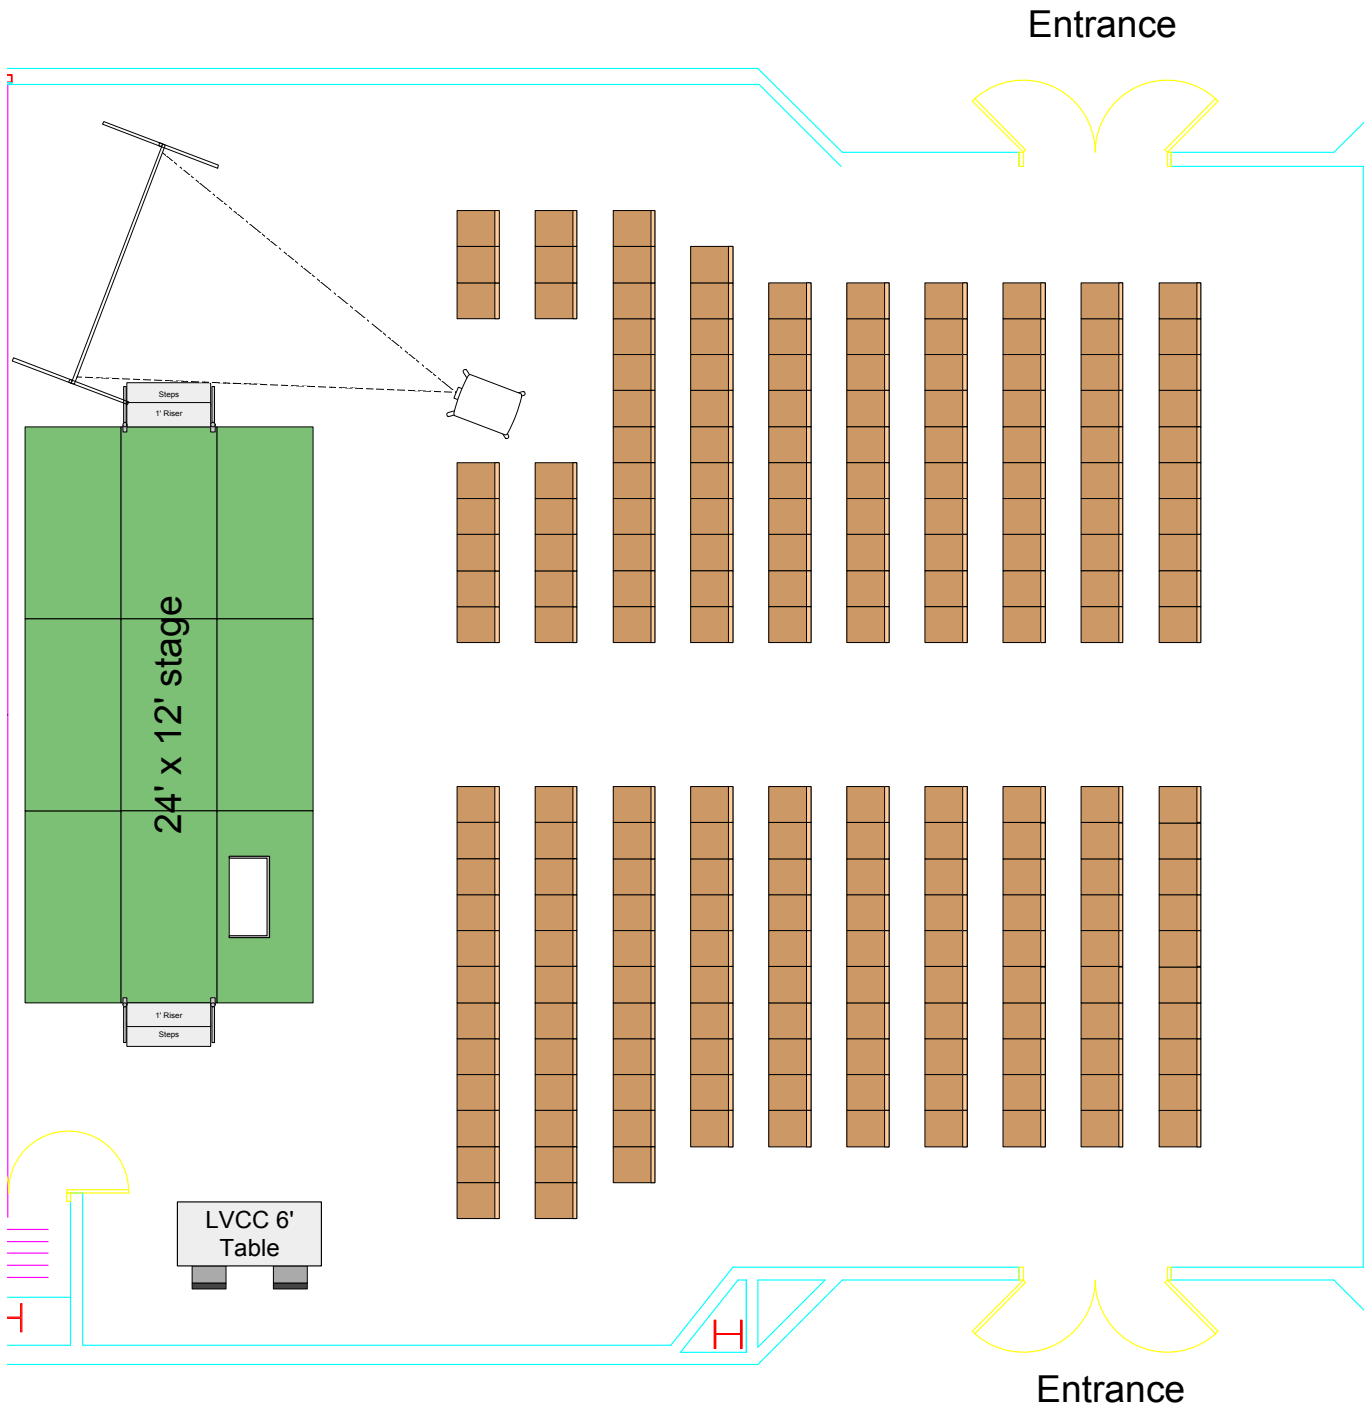 Entrance
Steps
1' Riser
24' x 12' stage
1' Riser
Steps
LVCC 6'
Table
Entrance